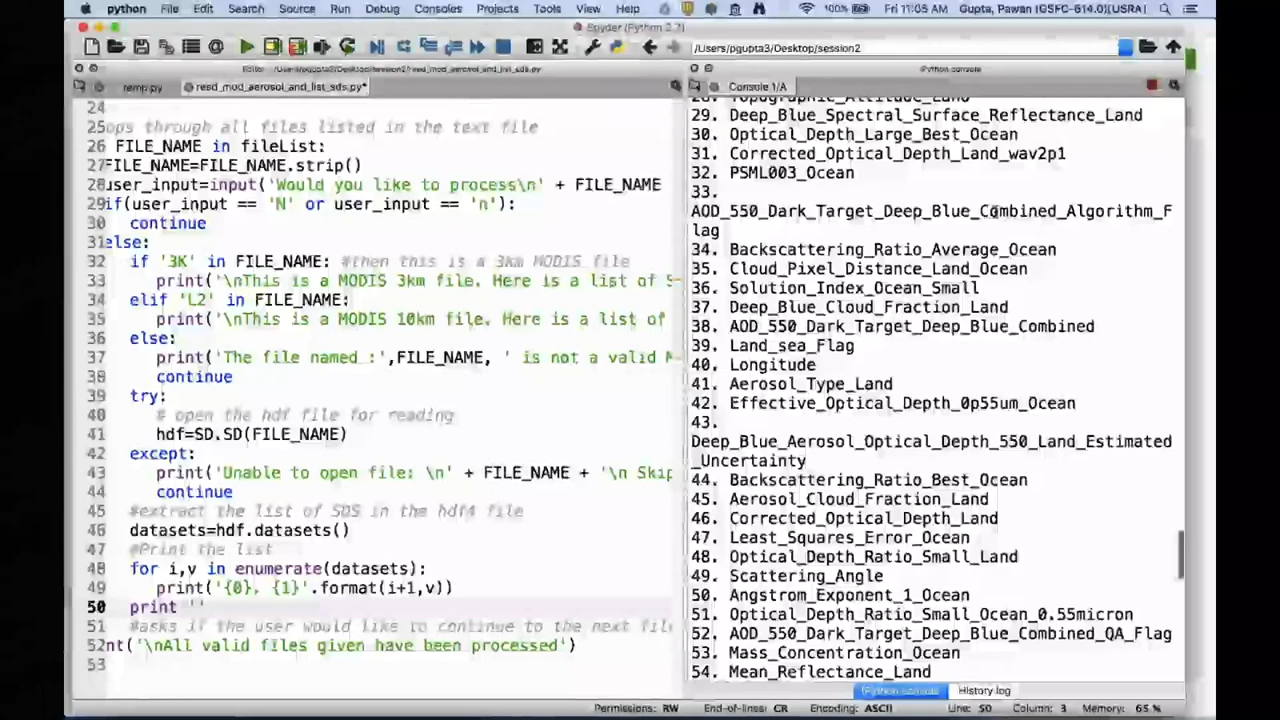 python File Edit Search Source Run Debug Consoles Projects Tools View Help 100% Fri 11:05 AM Gupta, Pawan (GSFC-614.0)[USRA]
Spyder (Python 2.7)
/Users/pgupta3/Desktop/session2
Editor - /Users/pgupta3/Desktop/session2/read_mod_aerosol_and_list_sds.py
temp.py read_mod_aerosol_and_list_sds.py*
24
25 ops through all files listed in the text file
26 FILE_NAME in fileList:
27 FILE_NAME=FILE_NAME.strip()
28 user_input=input('Would you like to process\n' + FILE_NAME
29 if(user_input == 'N' or user_input == 'n'):
30 continue
31 else:
32 if '3K' in FILE_NAME: #then this is a 3km MODIS file
33 print('\nThis is a MODIS 3km file. Here is a list of S
34 elif 'L2' in FILE_NAME:
35 print('\nThis is a MODIS 10km file. Here is a list of
36 else:
37 print('The file named :',FILE_NAME, ' is not a valid M
38 continue
39 try:
40 # open the hdf file for reading
41 hdf=SD.SD(FILE_NAME)
42 except:
43 print('Unable to open file: \n' + FILE_NAME + '\n Skip
44 continue
45 #extract the list of SDS in the hdf4 file
46 datasets=hdf.datasets()
47 #Print the list
48 for i,v in enumerate(datasets):
49 print('{0}. {1}'.format(i+1,v))
50 print ''
51 #asks if the user would like to continue to the next file
52 nt('\nAll valid files given have been processed')
53
IPython console
Console 1/A
28. Topographic_Altitude_Land
29. Deep_Blue_Spectral_Surface_Reflectance_Land
30. Optical_Depth_Large_Best_Ocean
31. Corrected_Optical_Depth_Land_wav2p1
32. PSML003_Ocean
33.
AOD_550_Dark_Target_Deep_Blue_Combined_Algorithm_F
lag
34. Backscattering_Ratio_Average_Ocean
35. Cloud_Pixel_Distance_Land_Ocean
36. Solution_Index_Ocean_Small
37. Deep_Blue_Cloud_Fraction_Land
38. AOD_550_Dark_Target_Deep_Blue_Combined
39. Land_sea_Flag
40. Longitude
41. Aerosol_Type_Land
42. Effective_Optical_Depth_0p55um_Ocean
43.
Deep_Blue_Aerosol_Optical_Depth_550_Land_Estimated
_Uncertainty
44. Backscattering_Ratio_Best_Ocean
45. Aerosol_Cloud_Fraction_Land
46. Corrected_Optical_Depth_Land
47. Least_Squares_Error_Ocean
48. Optical_Depth_Ratio_Small_Land
49. Scattering_Angle
50. Angstrom_Exponent_1_Ocean
51. Optical_Depth_Ratio_Small_Ocean_0.55micron
52. AOD_550_Dark_Target_Deep_Blue_Combined_QA_Flag
53. Mass_Concentration_Ocean
54. Mean_Reflectance_Land
IPython console History log
Permissions: RW End-of-lines: CR Encoding: ASCII Line: 50 Column: 3 Memory: 65 %